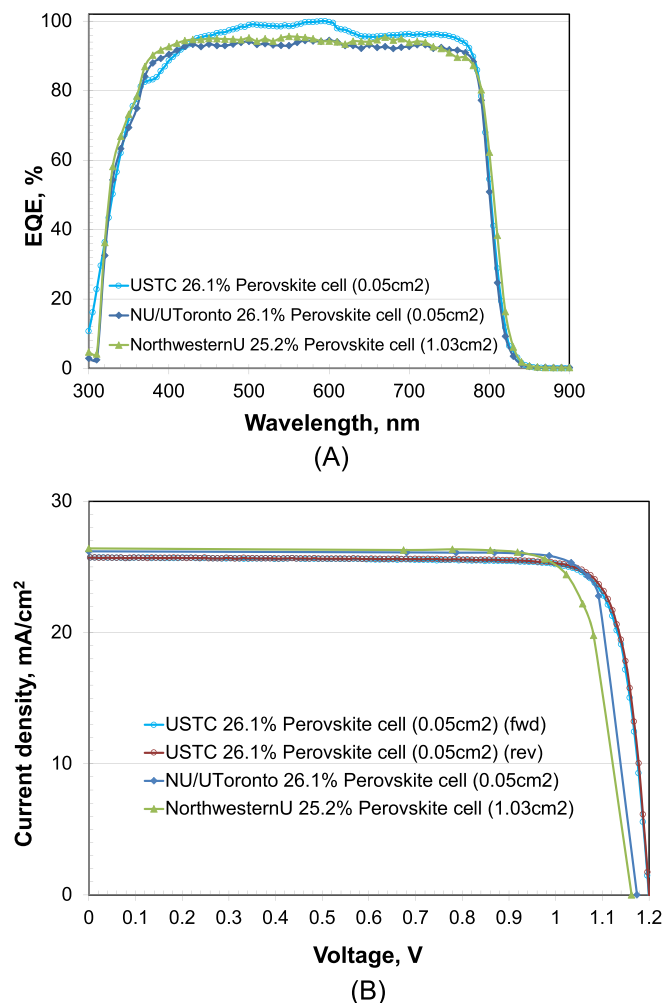 100
80
60
40
20
0
EQE, %
USTC 26.1% Perovskite cell (0.05cm2)
NU/UToronto 26.1% Perovskite cell (0.05cm2)
NorthwesternU 25.2% Perovskite cell (1.03cm2)
300 400 500 600 700 800 900
Wavelength, nm
(A)
30
20
10
0
Current density, mA/cm²
USTC 26.1% Perovskite cell (0.05cm2) (fwd)
USTC 26.1% Perovskite cell (0.05cm2) (rev)
NU/UToronto 26.1% Perovskite cell (0.05cm2)
NorthwesternU 25.2% Perovskite cell (1.03cm2)
0 0.1 0.2 0.3 0.4 0.5 0.6 0.7 0.8 0.9 1 1.1 1.2
Voltage, V
(B)